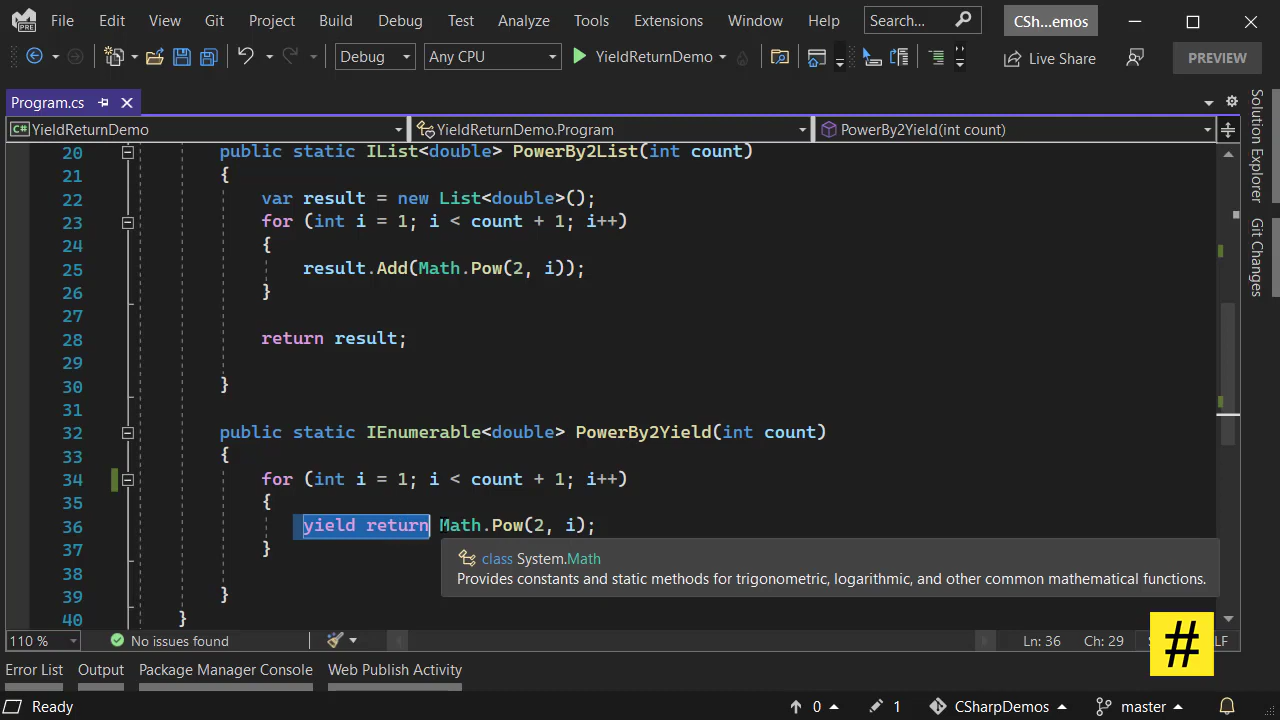 File Edit View Git Project Build Debug Test Analyze Tools Extensions Window Help Search... CSh...emos
Debug Any CPU YieldReturnDemo Live Share PREVIEW
Program.cs
C# YieldReturnDemo YieldReturnDemo.Program PowerBy2Yield(int count)
20 public static IList<double> PowerBy2List(int count)
21 {
22 var result = new List<double>();
23 for (int i = 1; i < count + 1; i++)
24 {
25 result.Add(Math.Pow(2, i));
26 }
27
28 return result;
29
30 }
31
32 public static IEnumerable<double> PowerBy2Yield(int count)
33 {
34 for (int i = 1; i < count + 1; i++)
35 {
36 yield return Math.Pow(2, i);
37 }
class System.Math
Provides constants and static methods for trigonometric, logarithmic, and other common mathematical functions.
38
39 }
40 }
Solution Explorer
Git Changes
110 % No issues found Ln: 36 Ch: 29 LF
#
Error List Output Package Manager Console Web Publish Activity
Ready 0 1 CSharpDemos master